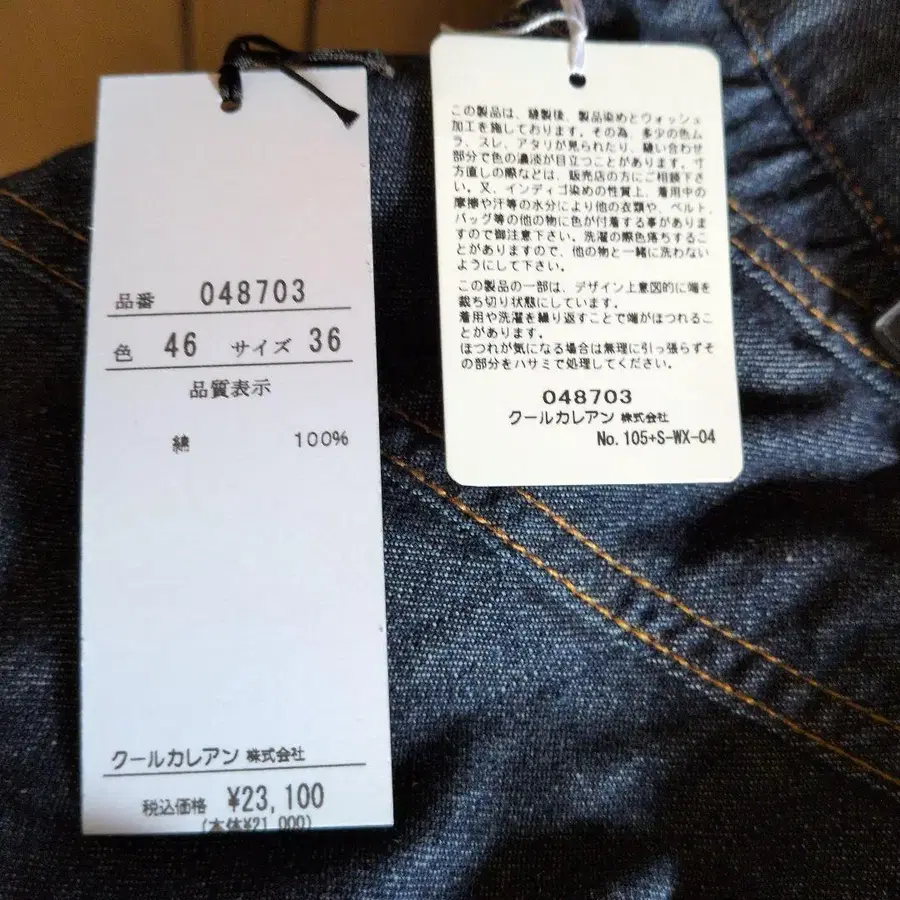 品番 048703
色 46 サイズ 36
品質表示
綿 100%
クールカレアン 株式会社
税込価格 ¥23,100
(本体¥21,000)
この製品は、縫製後、製品染めとウォッシュ
加工を施しております。その為、多少の色ム
ラ、スレ、アタリが見られたり、縫い合わせ
部分で色の濃淡が目立つことがあります。寸
方直しの際などは、販売店の方にご相談下さ
い。又、インディゴ染めの性質上、着用中の
摩擦や汗等の水分により他の衣類や、ベルト、
バッグ等の他の物に色が付着する事がありま
すので御注意下さい。洗濯の際色落ちするこ
とがありますので、他の物と一緒に洗わない
ようにして下さい。
この製品の一部は、デザイン上意図的に端を
裁ち切り状態にしています。
着用や洗濯を繰り返すことで端がほつれるこ
とがあります。
ほつれが気になる場合は無理に引っ張らずそ
の部分をハサミで処理してください。
048703
クールカレアン 株式会社
No.105+S-WX-04